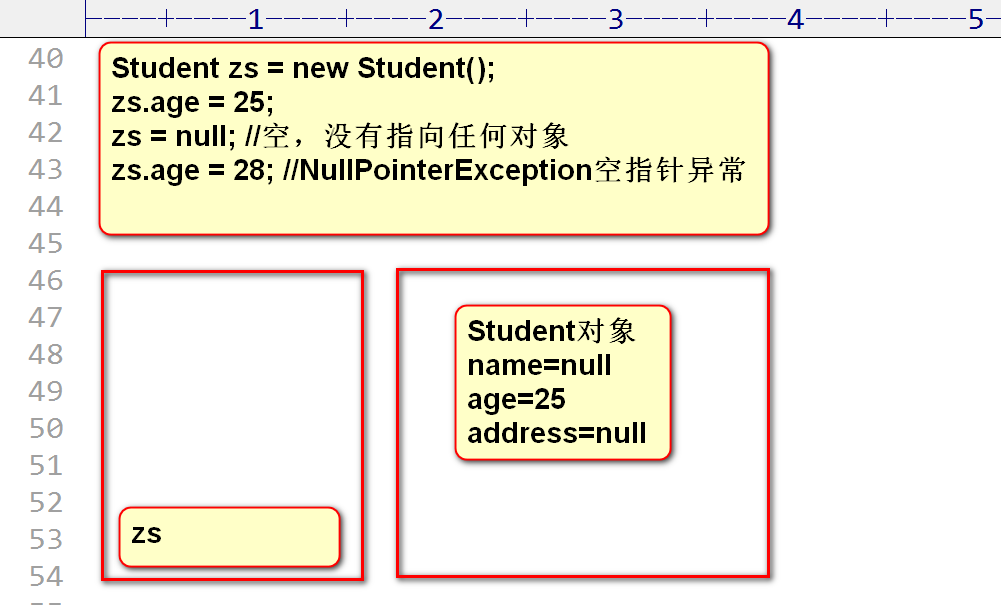 1 2 3 4 5
40
41
42
43
44
45
46
47
48
49
50
51
52
53
54
Student zs = new Student();
zs.age = 25;
zs = null; //空，没有指向任何对象
zs.age = 28; //NullPointerException空指针异常
Student对象
name=null
age=25
address=null
zs